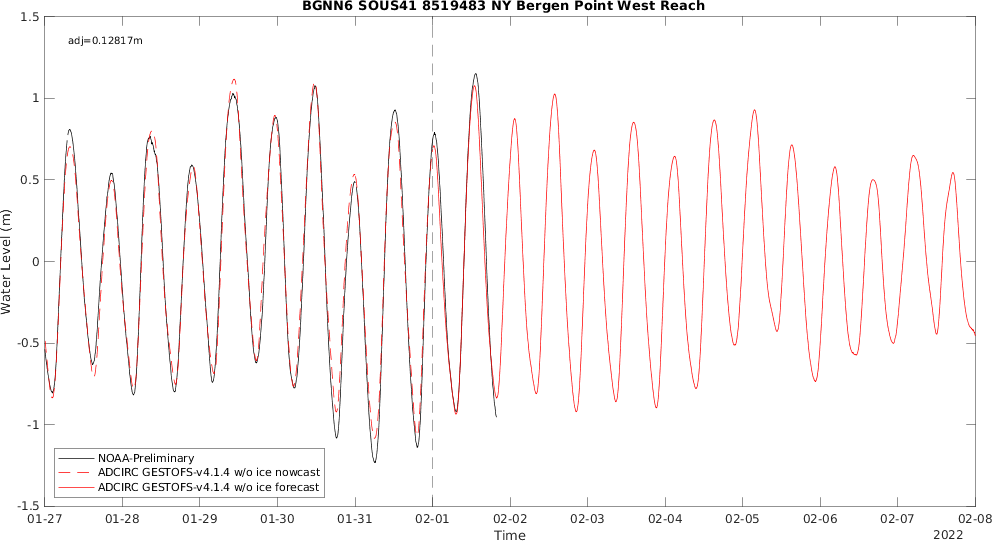 BGNN6 SOUS41 8519483 NY Bergen Point West Reach
1.5
adj=0.12817m
1
0.5
0
-0.5
-1
-1.5
Water Level (m)
NOAA-Preliminary
ADCIRC GESTOFS-v4.1.4 w/o ice nowcast
ADCIRC GESTOFS-v4.1.4 w/o ice forecast
01-27 01-28 01-29 01-30 01-31 02-01 02-02 02-03 02-04 02-05 02-06 02-07 02-08
Time
2022